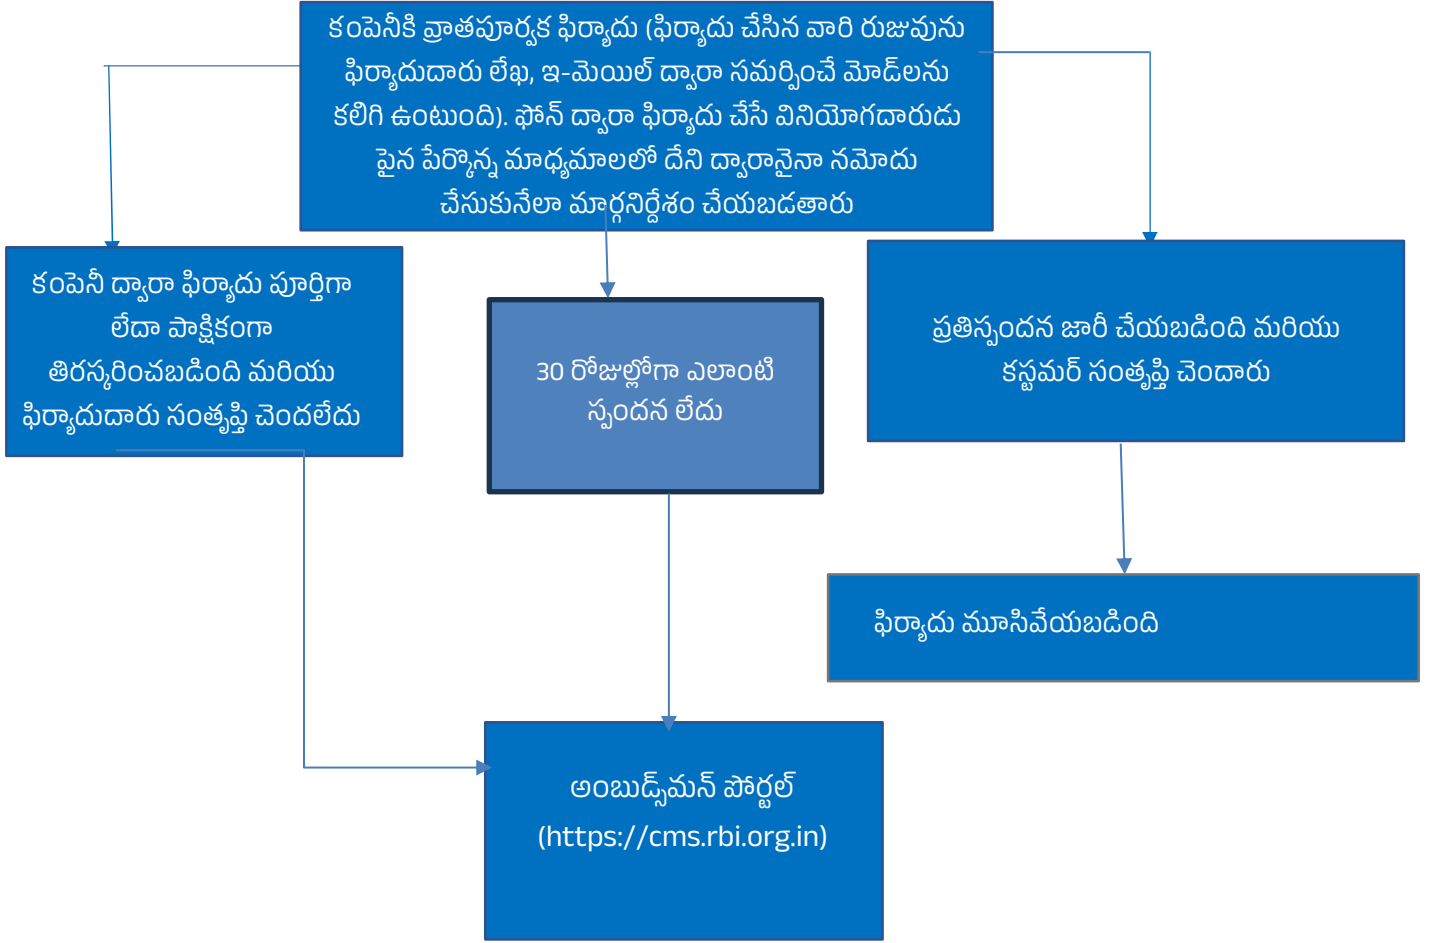 కంపెనీకి వ్రాతపూర్వక ఫిర్యాదు (ఫిర్యాదు చేసిన వారి రుజువును
ఫిర్యాదుదారు లేఖ, ఇ-మెయిల్ ద్వారా సమర్పించే మోడ్‌లను
కలిగి ఉంటుంది). ఫోన్ ద్వారా ఫిర్యాదు చేసే వినియోగదారుడు
పైన పేర్కొన్న మాధ్యమాలలో దేని ద్వారానైనా నమోదు
చేసుకునేలా మార్గనిర్దేశం చేయబడతారు
కంపెనీ ద్వారా ఫిర్యాదు పూర్తిగా
లేదా పాక్షికంగా
తిరస్కరించబడింది మరియు
ఫిర్యాదుదారు సంతృప్తి చెందలేదు
30 రోజుల్లోగా ఎలాంటి
స్పందన లేదు
ప్రతిస్పందన జారీ చేయబడింది మరియు
కస్టమర్ సంతృప్తి చెందారు
ఫిర్యాదు మూసివేయబడింది
అంబుడ్స్‌మన్ పోర్టల్
(https://cms.rbi.org.in)